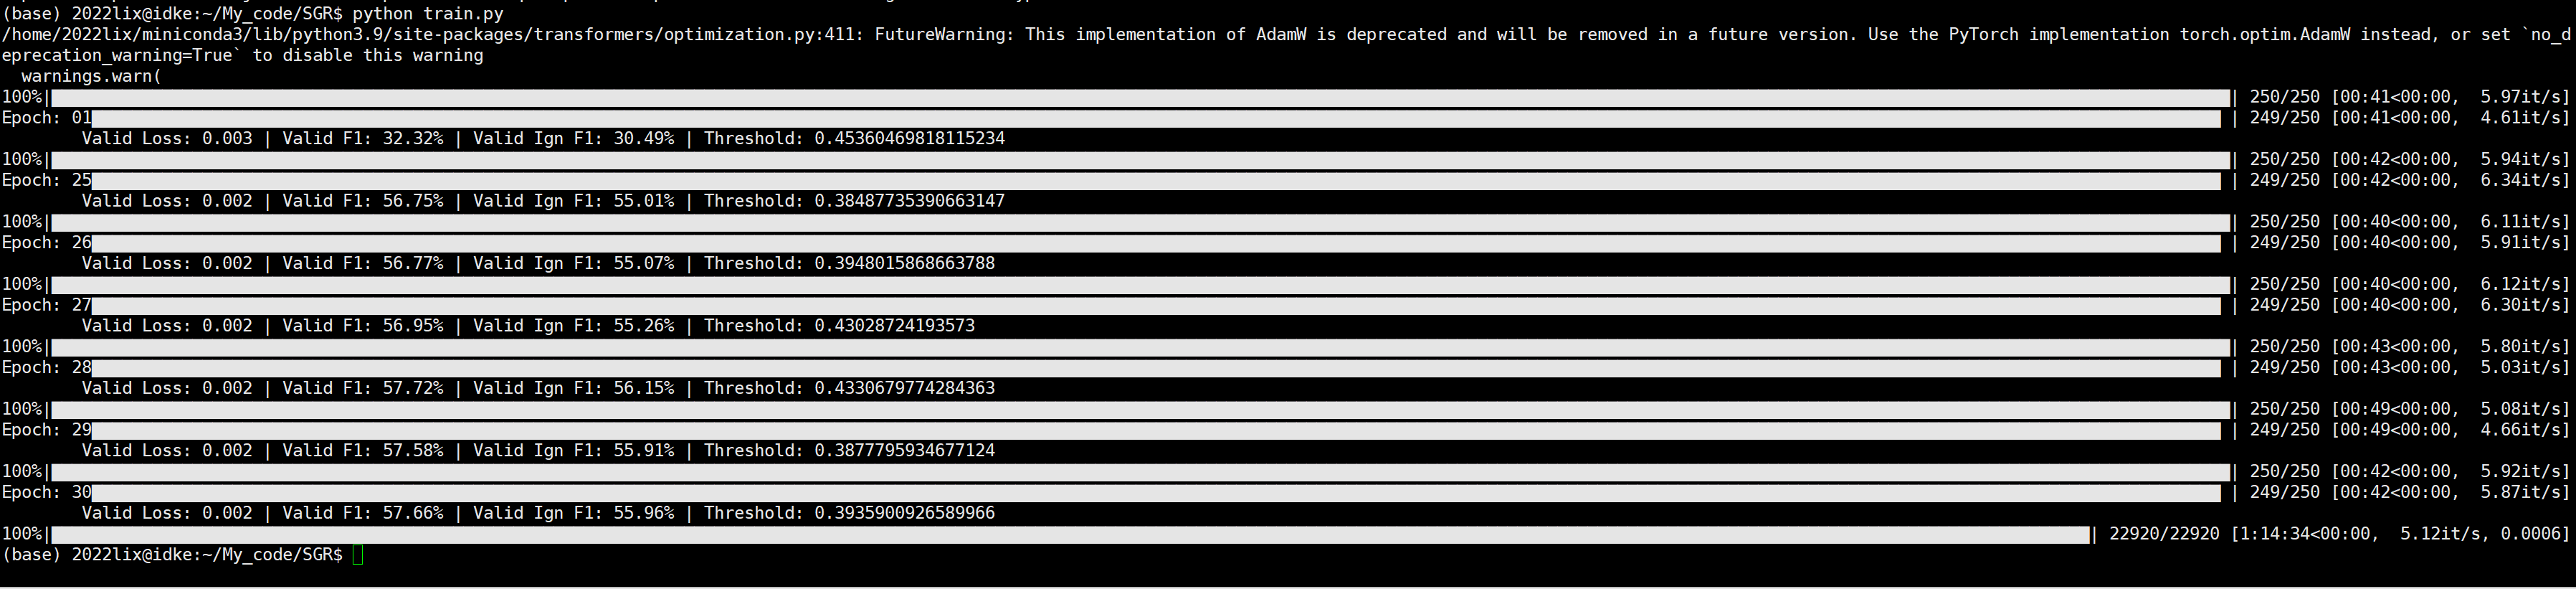 (base) 2022lix@idke:~/My_code/SGR$ python train.py
/home/2022lix/miniconda3/lib/python3.9/site-packages/transformers/optimization.py:411: FutureWarning: This implementation of AdamW is deprecated and will be removed in a future version. Use the PyTorch implementation torch.optim.AdamW instead, or set `no_d
eprecation_warning=True` to disable this warning
  warnings.warn(
100%|| 250/250 [00:41<00:00,  5.97it/s]
Epoch: 01 | 249/250 [00:41<00:00,  4.61it/s]
        Valid Loss: 0.003 | Valid F1: 32.32% | Valid Ign F1: 30.49% | Threshold: 0.45360469818115234
100%|| 250/250 [00:42<00:00,  5.94it/s]
Epoch: 25 | 249/250 [00:42<00:00,  6.34it/s]
        Valid Loss: 0.002 | Valid F1: 56.75% | Valid Ign F1: 55.01% | Threshold: 0.38487735390663147
100%|| 250/250 [00:40<00:00,  6.11it/s]
Epoch: 26 | 249/250 [00:40<00:00,  5.91it/s]
        Valid Loss: 0.002 | Valid F1: 56.77% | Valid Ign F1: 55.07% | Threshold: 0.3948015868663788
100%|| 250/250 [00:40<00:00,  6.12it/s]
Epoch: 27 | 249/250 [00:40<00:00,  6.30it/s]
        Valid Loss: 0.002 | Valid F1: 56.95% | Valid Ign F1: 55.26% | Threshold: 0.43028724193573
100%|| 250/250 [00:43<00:00,  5.80it/s]
Epoch: 28 | 249/250 [00:43<00:00,  5.03it/s]
        Valid Loss: 0.002 | Valid F1: 57.72% | Valid Ign F1: 56.15% | Threshold: 0.4330679774284363
100%|| 250/250 [00:49<00:00,  5.08it/s]
Epoch: 29 | 249/250 [00:49<00:00,  4.66it/s]
        Valid Loss: 0.002 | Valid F1: 57.58% | Valid Ign F1: 55.91% | Threshold: 0.3877795934677124
100%|| 250/250 [00:42<00:00,  5.92it/s]
Epoch: 30 | 249/250 [00:42<00:00,  5.87it/s]
        Valid Loss: 0.002 | Valid F1: 57.66% | Valid Ign F1: 55.96% | Threshold: 0.3935900926589966
100%|| 22920/22920 [1:14:34<00:00,  5.12it/s, 0.0006]
(base) 2022lix@idke:~/My_code/SGR$